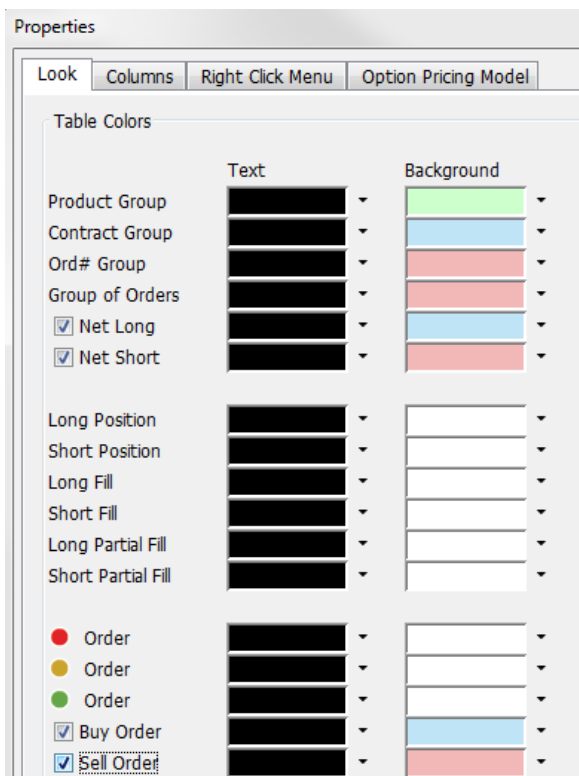 Properties
Look Columns Right Click Menu Option Pricing Model
Table Colors
Text Background
Product Group
Contract Group
Ord# Group
Group of Orders
Net Long
Net Short
Long Position
Short Position
Long Fill
Short Fill
Long Partial Fill
Short Partial Fill
Order
Order
Order
Buy Order
Sell Order